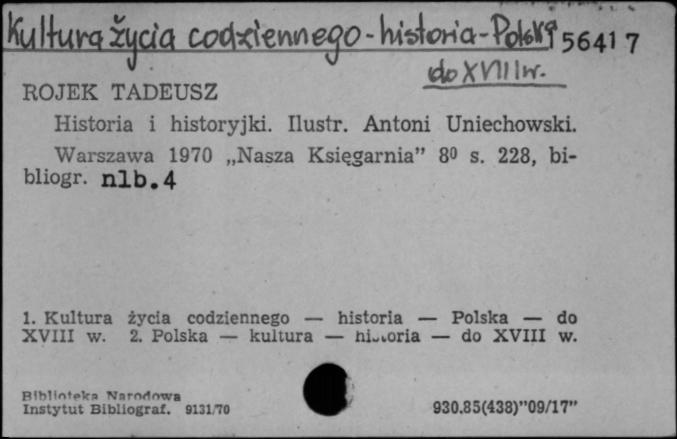 Kultura życia codziennego - historia - Polska 56417
do XVIII w.
ROJEK TADEUSZ
Historia i historyjki. Ilustr. Antoni Uniechowski.
Warszawa 1970 „Nasza Księgarnia” 8⁰ s. 228, bi-
bliogr. nlb. 4
1. Kultura życia codziennego — historia — Polska — do
XVIII w. 2. Polska — kultura — historia — do XVIII w.
Biblioteka Narodowa
Instytut Bibliograf. 9131/70 930.85(438)”09/17”